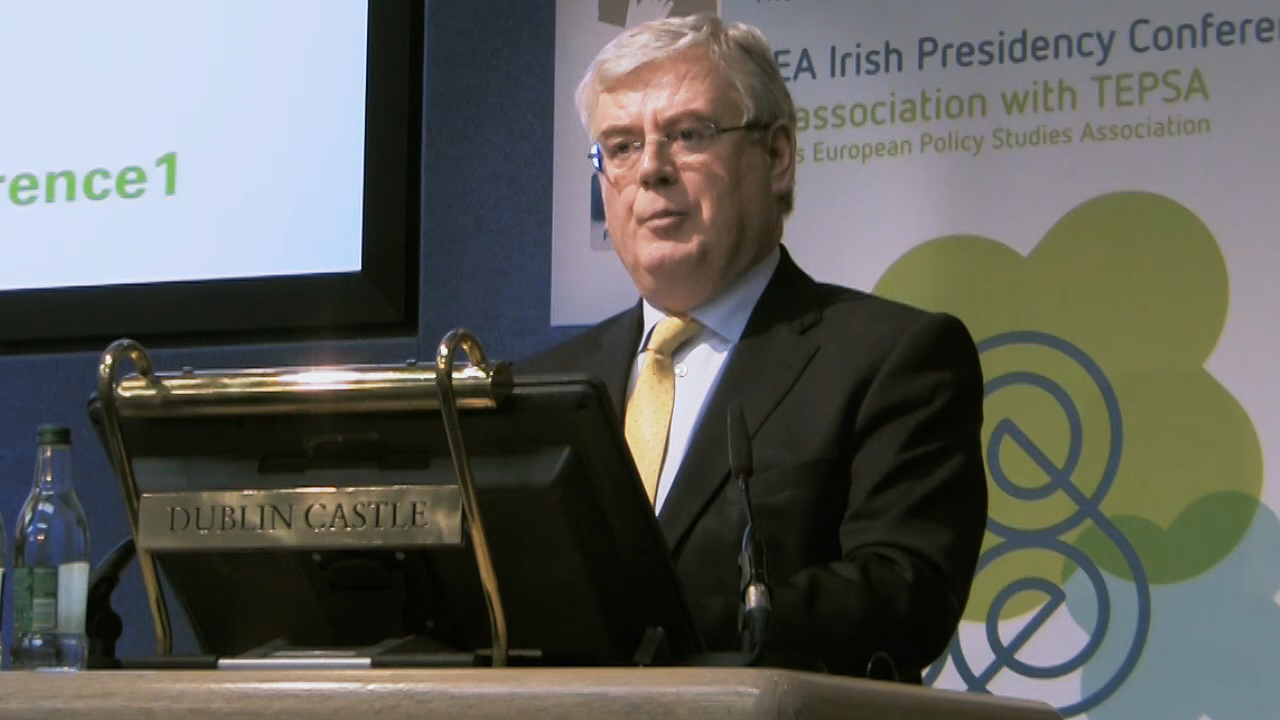 EA Irish Presidency Confere
association with TEPSA
s European Policy Studies Association
rence1
DUBLIN CASTLE